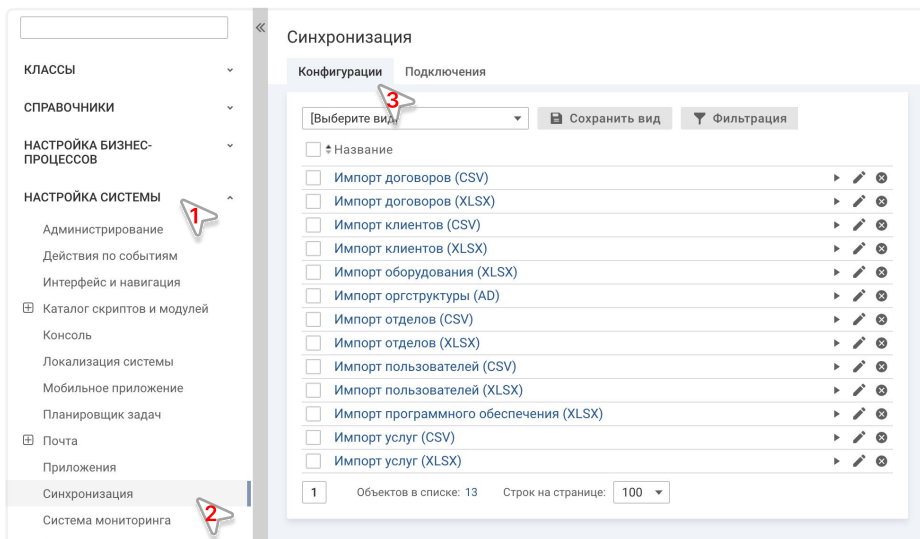 КЛАССЫ
СПРАВОЧНИКИ
НАСТРОЙКА БИЗНЕС-
ПРОЦЕССОВ
НАСТРОЙКА СИСТЕМЫ
1
Администрирование
Действия по событиям
Интерфейс и навигация
Каталог скриптов и модулей
Консоль
Локализация системы
Мобильное приложение
Планировщик задач
Почта
Приложения
Синхронизация
2
Система мониторинга
Синхронизация
Конфигурации Подключения
3
[Выберите вид] Сохранить вид Фильтрация
Название
Импорт договоров (CSV)
Импорт договоров (XLSX)
Импорт клиентов (CSV)
Импорт клиентов (XLSX)
Импорт оборудования (XLSX)
Импорт оргструктуры (AD)
Импорт отделов (CSV)
Импорт отделов (XLSX)
Импорт пользователей (CSV)
Импорт пользователей (XLSX)
Импорт программного обеспечения (XLSX)
Импорт услуг (CSV)
Импорт услуг (XLSX)
1 Объектов в списке: 13 Строк на странице: 100